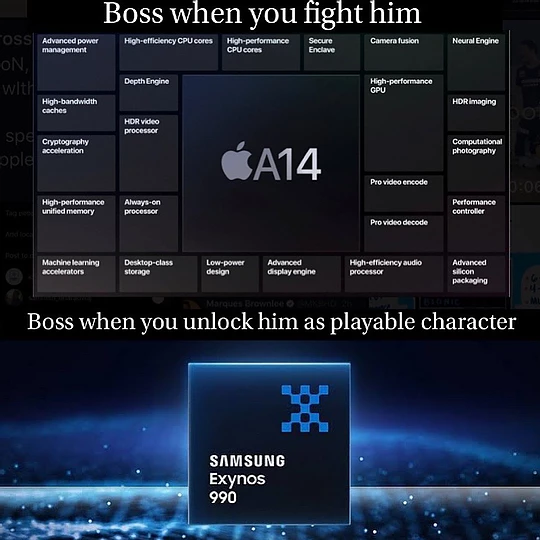 Boss when you fight him
Advanced power
management
High-efficiency CPU cores
High-performance
CPU cores
Secure
Enclave
Camera fusion
Neural Engine
Depth Engine
High-performance
GPU
High-bandwidth
caches
HDR video
processor
HDR imaging
Cryptography
acceleration
A14
Computational
photography
Pro video encode
High-performance
unified memory
Always-on
processor
Performance
controller
Pro video decode
Machine learning
accelerators
Desktop-class
storage
Low-power
design
Advanced
display engine
High-efficiency audio
processor
Advanced
silicon
packaging
Marques Brownlee
BIONIC
Boss when you unlock him as playable character
SAMSUNG
Exynos
990